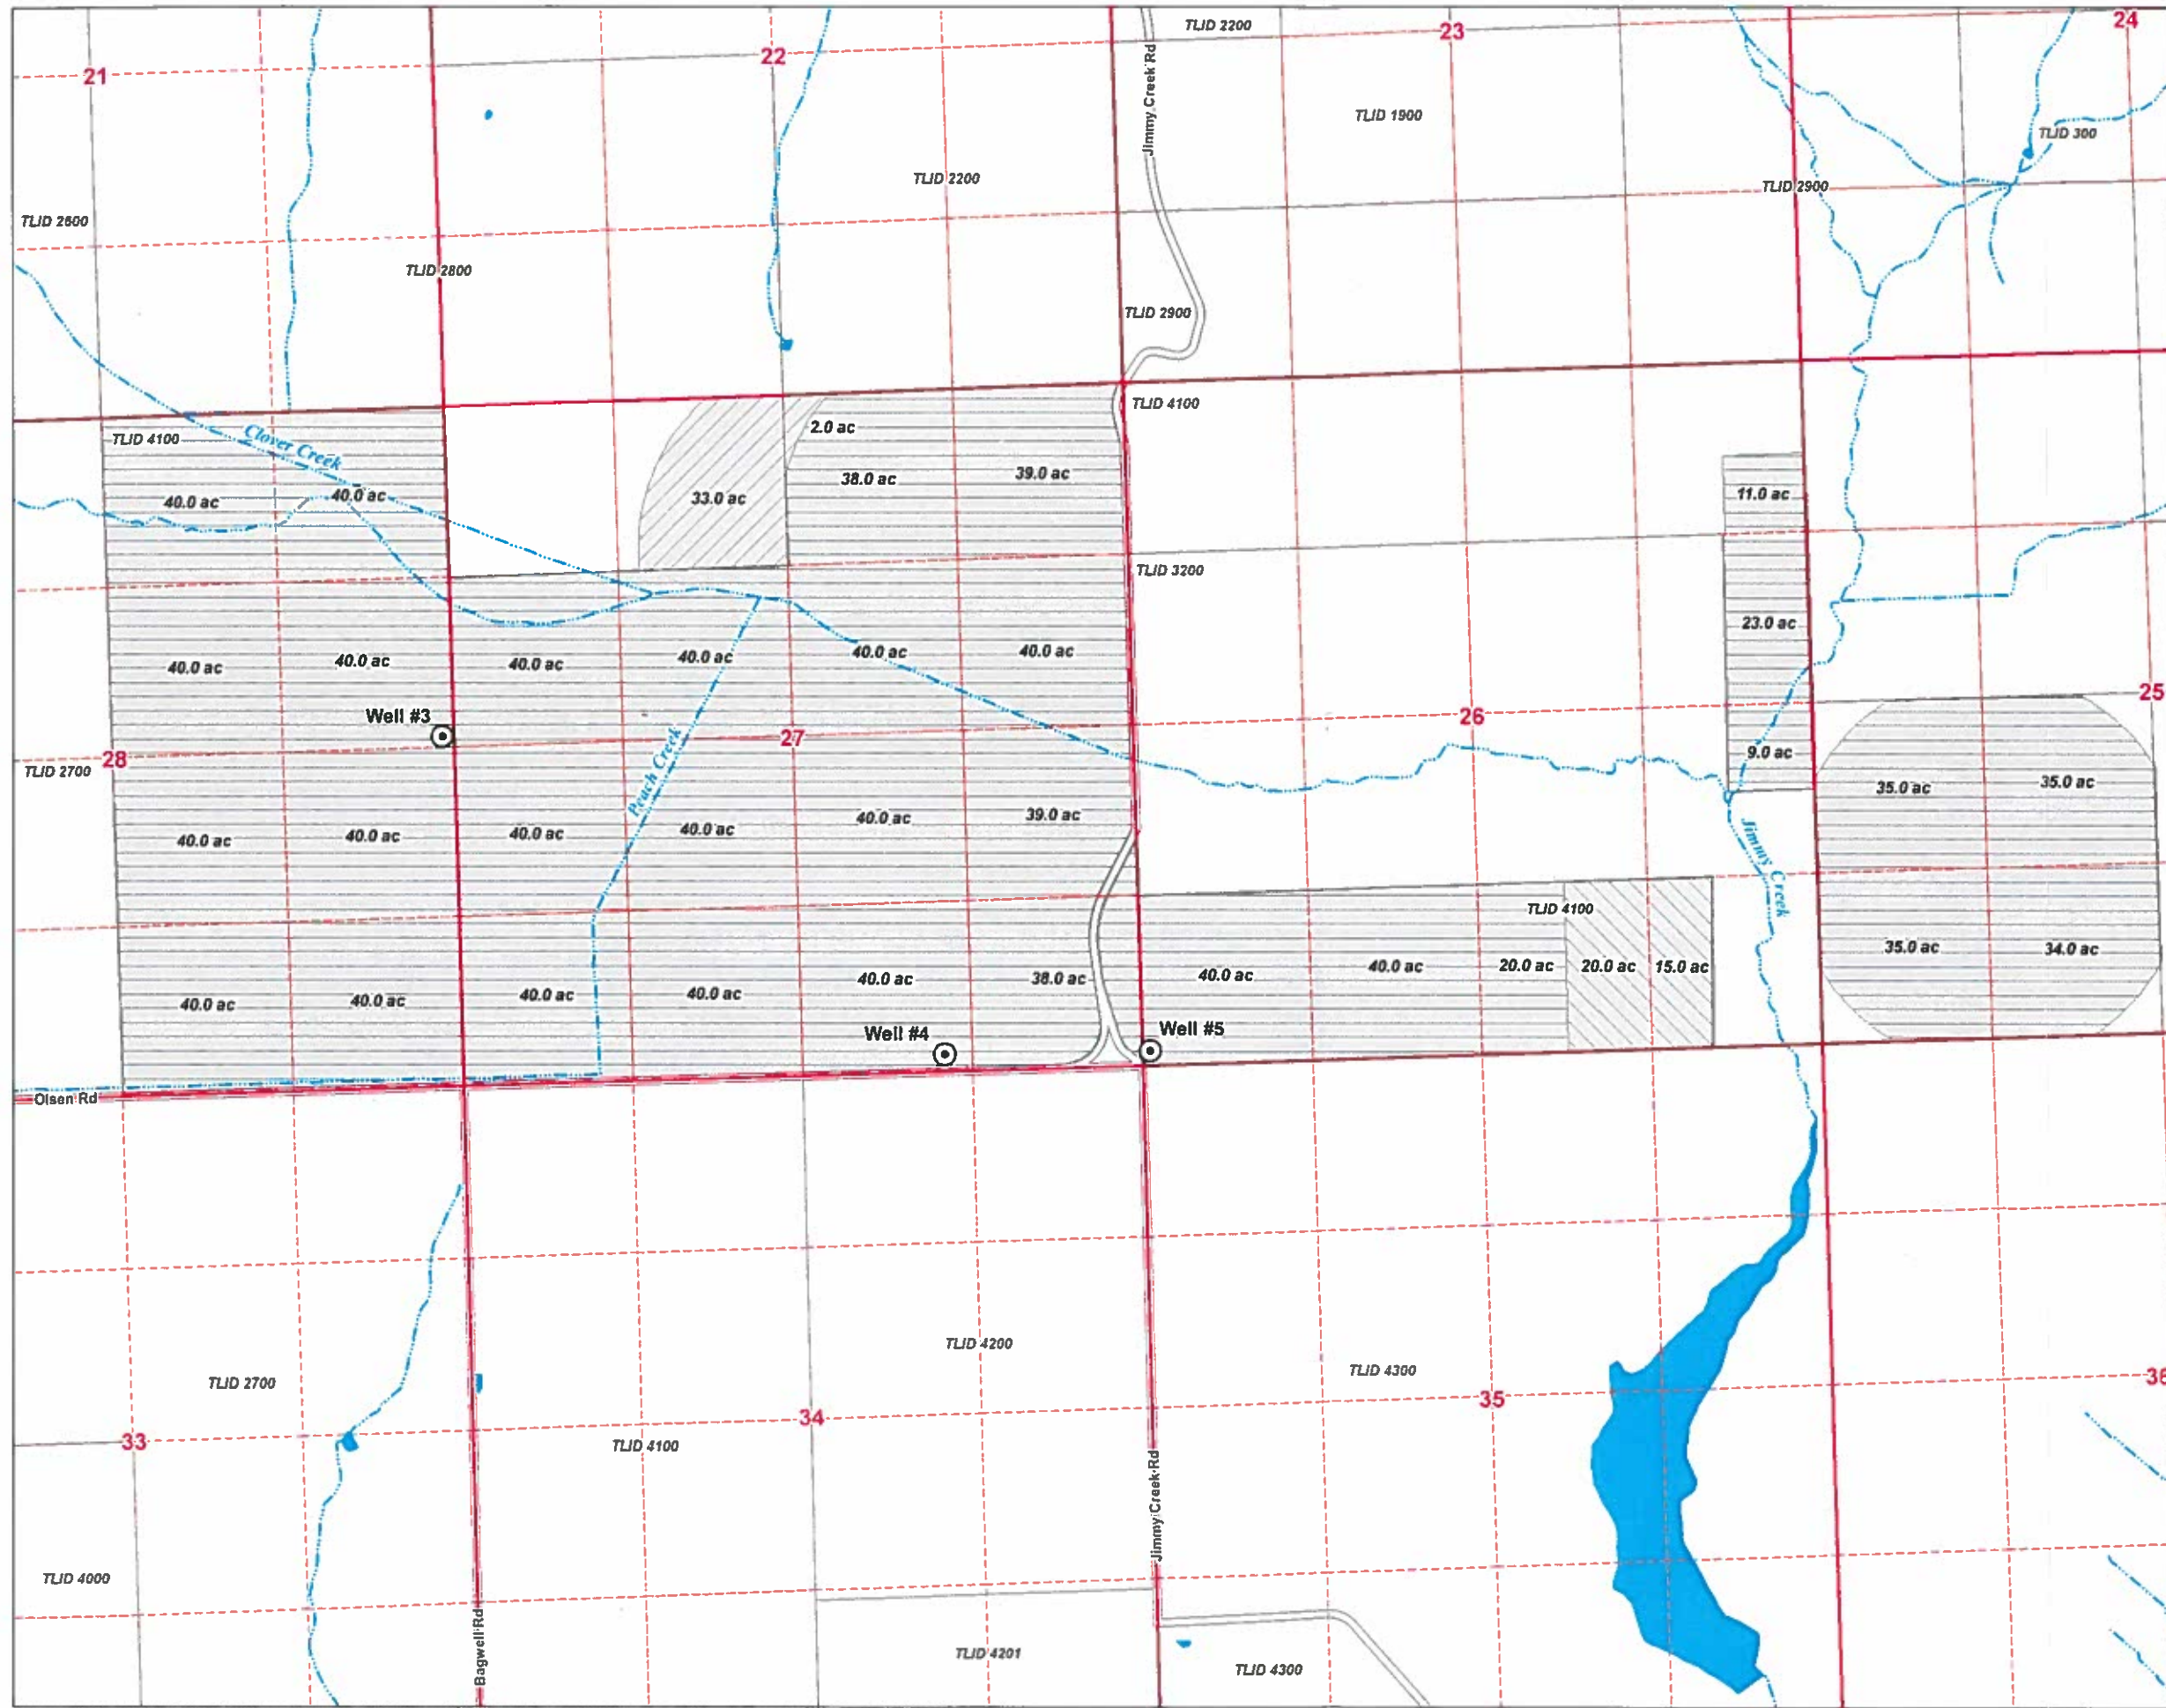 TLID 2200
24
23
22
21
Jimmy Creek Rd
TLID 1900
TLID 300
TLID 2200
TLID 2900
TLID 2600
TLID 2800
TLID 2900
TLID 4100
2.0 ac
TLID 4100
Clover Creek
38.0 ac
39.0 ac
33.0 ac
11.0 ac
40.0 ac
40.0 ac
TLID 3200
23.0 ac
40.0 ac
40.0 ac
40.0 ac
40.0 ac
40.0 ac
40.0 ac
25
Well #3
26
27
Peach Creek
9.0 ac
28
TLID 2700
35.0 ac
35.0 ac
40.0 ac
40.0 ac
40.0 ac
40.0 ac
40.0 ac
39.0 ac
Jimmy Creek
TLID 4100
35.0 ac
34.0 ac
40.0 ac
40.0 ac
40.0 ac
40.0 ac
40.0 ac
38.0 ac
40.0 ac
40.0 ac
20.0 ac
20.0 ac
15.0 ac
Well #4
Well #5
Olsen Rd
TLID 4200
TLID 4300
TLID 2700
36
35
34
33
TLID 4100
Jimmy Creek Rd
TLID 4000
Bagwell Rd
TLID 4201
TLID 4300